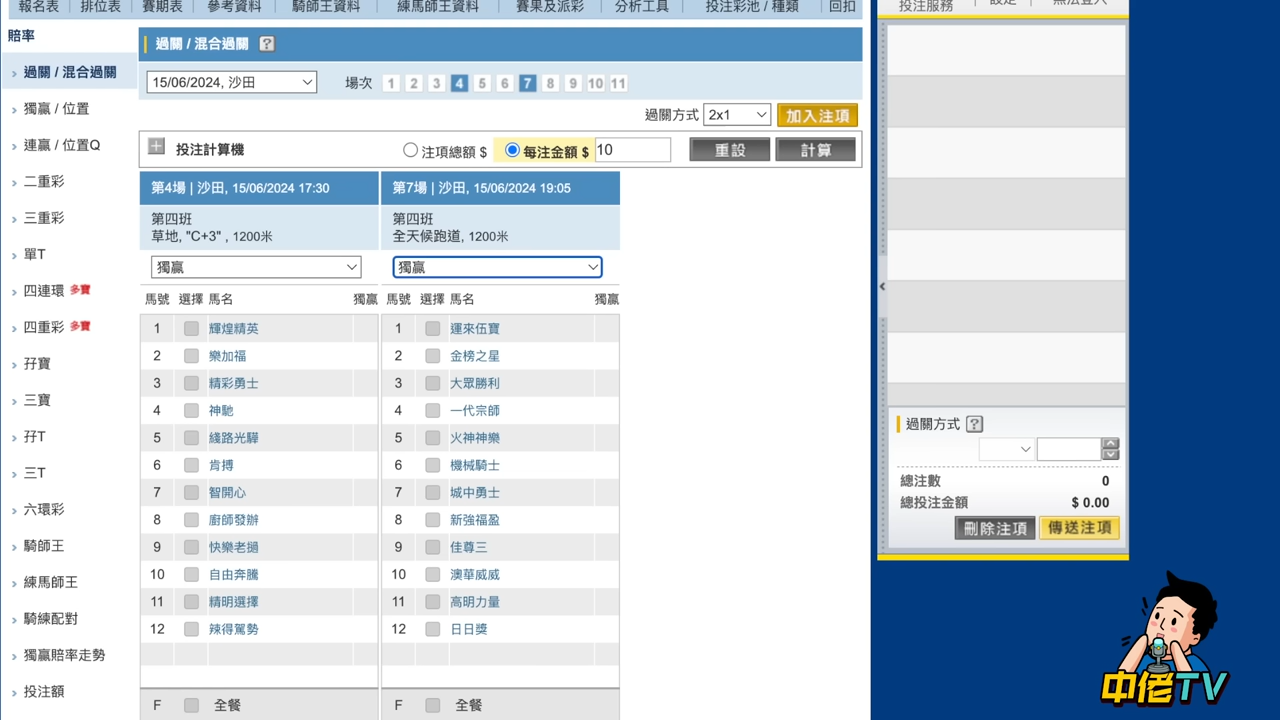 報名表 排位表 賽期表 參考資料 騎師王資料 練馬師王資料 賽果及派彩 分析工具 投注彩池 / 種類 回扣
賠率
過關 / 混合過關
獨贏 / 位置
連贏 / 位置Q
二重彩
三重彩
單T
四連環 多寶
四重彩 多寶
孖寶
三寶
孖T
三T
六環彩
騎師王
練馬師王
騎練配對
獨贏賠率走勢
投注額
過關 / 混合過關 ?
15/06/2024, 沙田 場次 1 2 3 4 5 6 7 8 9 10 11
過關方式 2x1 加入注項
投注計算機 注項總額 $ 每注金額 $ 10 重設 計算
第4場 | 沙田, 15/06/2024 17:30
第四班
草地, "C+3" , 1200米
獨贏
馬號 選擇 馬名 獨贏
1 輝煌精英
2 樂加福
3 精彩勇士
4 神馳
5 綫路光驊
6 肯搏
7 智開心
8 廚師發辦
9 快樂老撾
10 自由奔騰
11 精明選擇
12 辣得駕勢
F 全餐
第7場 | 沙田, 15/06/2024 19:05
第四班
全天候跑道, 1200米
獨贏
馬號 選擇 馬名 獨贏
1 運來伍寶
2 金榜之星
3 大眾勝利
4 一代宗師
5 火神神樂
6 機械騎士
7 城中勇士
8 新強福盈
9 佳尊三
10 澳華威威
11 高明力量
12 日日獎
F 全餐
投注服務 設定 無法登入
過關方式 ?
總注數 0
總投注金額 $ 0.00
刪除注項 傳送注項
中佬TV